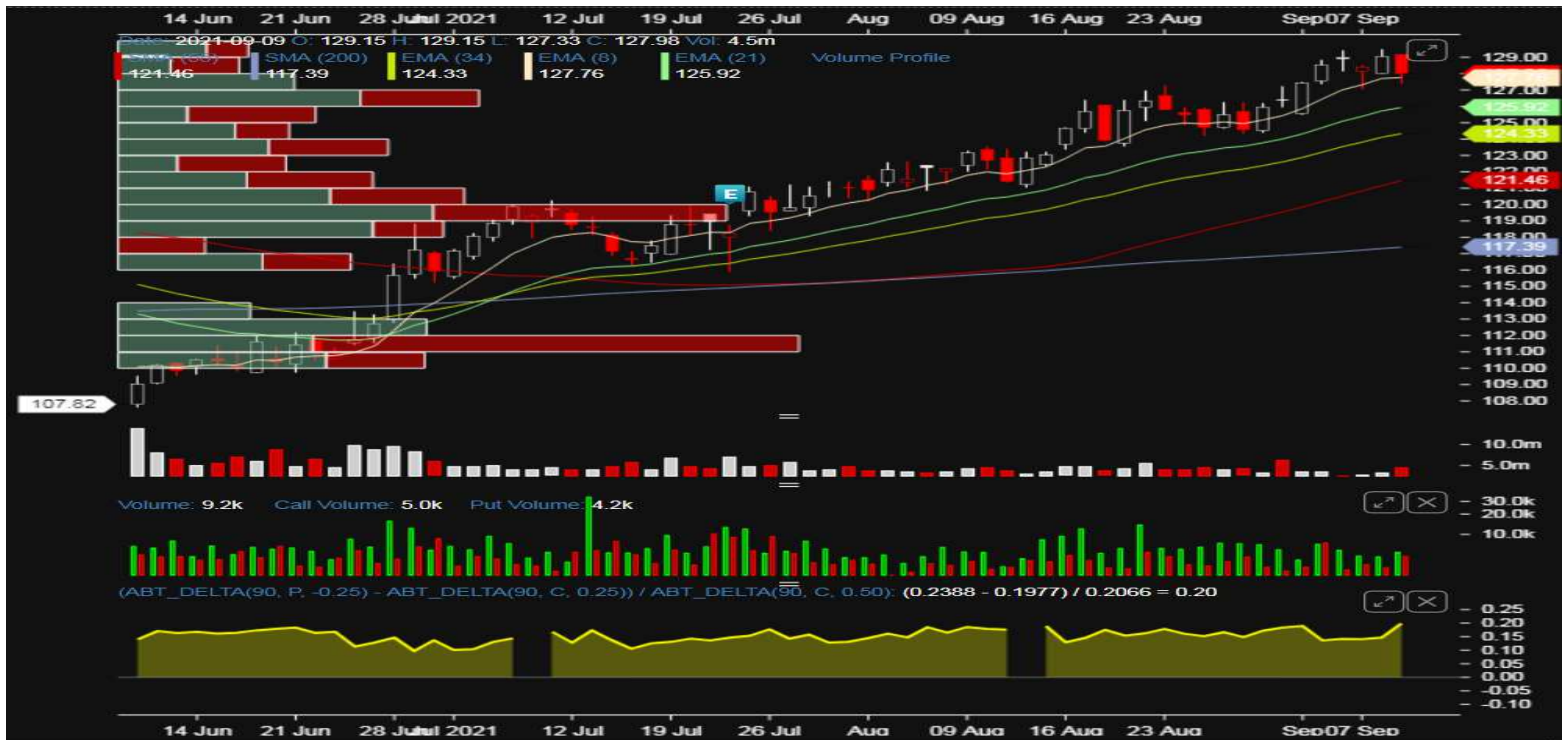 14 Jun 21 Jun 28 Jun Jul 2021 12 Jul 19 Jul 26 Jul Aug 09 Aug 16 Aug 23 Aug Sep 07 Sep
Date: 2021-09-09 O: 129.15 H: 129.15 L: 127.33 C: 127.98 Vol: 4.5m
SMA (200) EMA (34) EMA (8) EMA (21) Volume Profile
121.46 117.39 124.33 127.76 125.92
129.00
127.00
125.92
125.00
124.33
123.00
121.46
E
120.00
119.00
118.00
117.39
116.00
115.00
114.00
113.00
112.00
111.00
110.00
109.00
108.00
107.82
10.0m
5.0m
Volume: 9.2k Call Volume: 5.0k Put Volume: 4.2k
30.0k
20.0k
10.0k
(ABT_DELTA(90, P, -0.25) - ABT_DELTA(90, C, 0.25)) / ABT_DELTA(90, C, 0.50): (0.2388 - 0.1977) / 0.2066 = 0.20
0.25
0.20
0.15
0.10
0.05
0.00
-0.05
-0.10
14 Jun 21 Jun 28 Jun Jul 2021 12 Jul 19 Jul 26 Jul Aug 09 Aug 16 Aug 23 Aug Sep 07 Sep